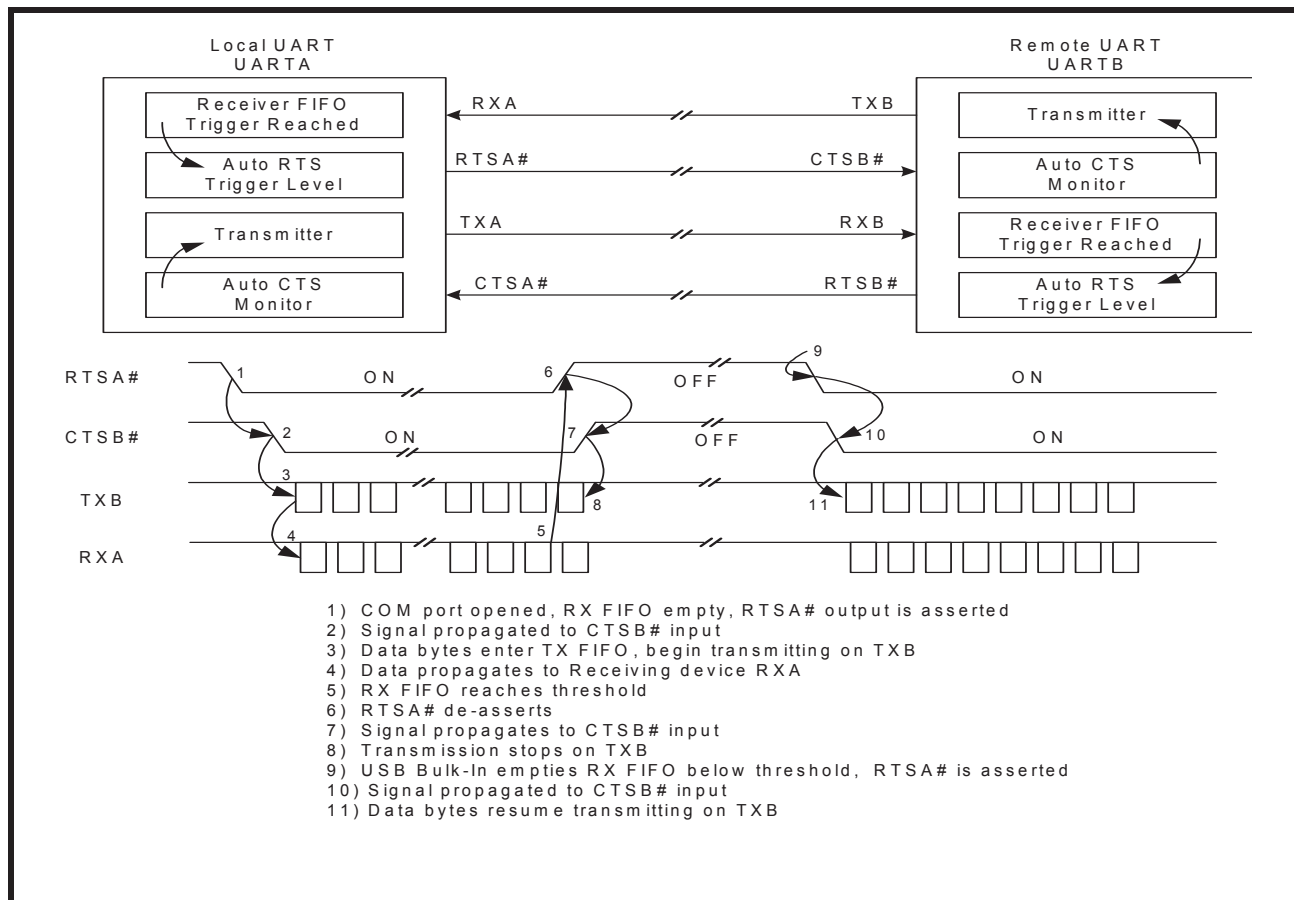 Local UART
UARTA
Remote UART
UARTB
Receiver FIFO
Trigger Reached
Auto RTS
Trigger Level
Transmitter
Auto CTS
Monitor
RXA
TXB
RTSA#
CTSB#
TXA
RXB
CTSA#
RTSB#
Transmitter
Auto CTS
Monitor
Receiver FIFO
Trigger Reached
Auto RTS
Trigger Level
RTSA#
1
ON
6
OFF
9
ON
CTSB#
2
ON
7
OFF
10
ON
TXB
3
8
11
RXA
4
5
1) COM port opened, RX FIFO empty, RTSA# output is asserted
2) Signal propagated to CTSB# input
3) Data bytes enter TX FIFO, begin transmitting on TXB
4) Data propagates to Receiving device RXA
5) RX FIFO reaches threshold
6) RTSA# de-asserts
7) Signal propagates to CTSB# input
8) Transmission stops on TXB
9) USB Bulk-In empties RX FIFO below threshold, RTSA# is asserted
10) Signal propagated to CTSB# input
11) Data bytes resume transmitting on TXB